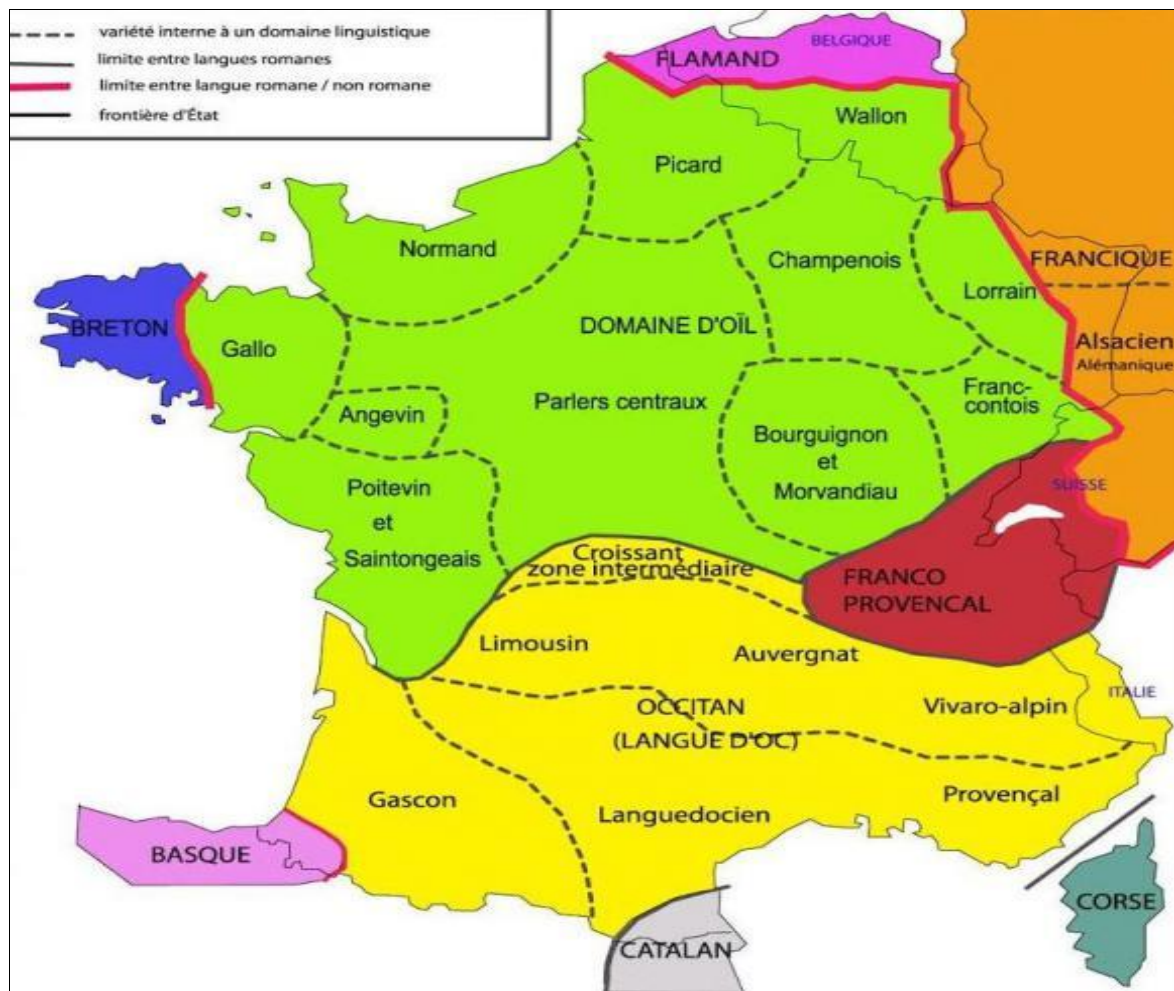 variété interne à un domaine linguistique
limite entre langues romanes
limite entre langue romane / non romane
frontière d'État
BELGIQUE
FLAMAND
Wallon
Picard
Normand
Champenois
FRANCIQUE
Lorrain
BRETON
Gallo
DOMAINE D'OÏL
Alsacien
Alémanique
Angevin
Parlers centraux
Franc-
contois
Bourguignon
et
Morvandiau
Poitevin
et
Saintongeais
SUISSE
Croissant
zone intermédiaire
FRANCO
PROVENCAL
Limousin
Auvergnat
ITALIE
OCCITAN
(LANGUE D'OC)
Vivaro-alpin
Gascon
Languedocien
Provençal
BASQUE
CORSE
CATALAN